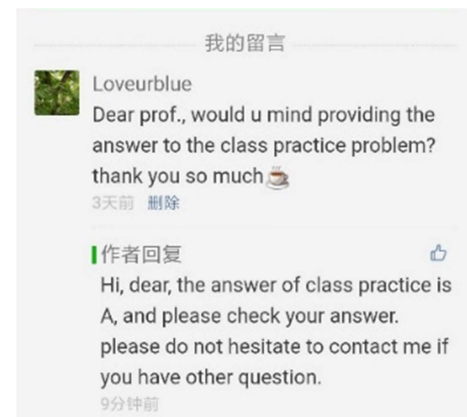 我的留言
Loveurblue
Dear prof., would u mind providing the
answer to the class practice problem?
thank you so much☕
3天前 删除
作者回复
Hi, dear, the answer of class practice is
A, and please check your answer.
please do not hesitate to contact me if
you have other question.
9分钟前